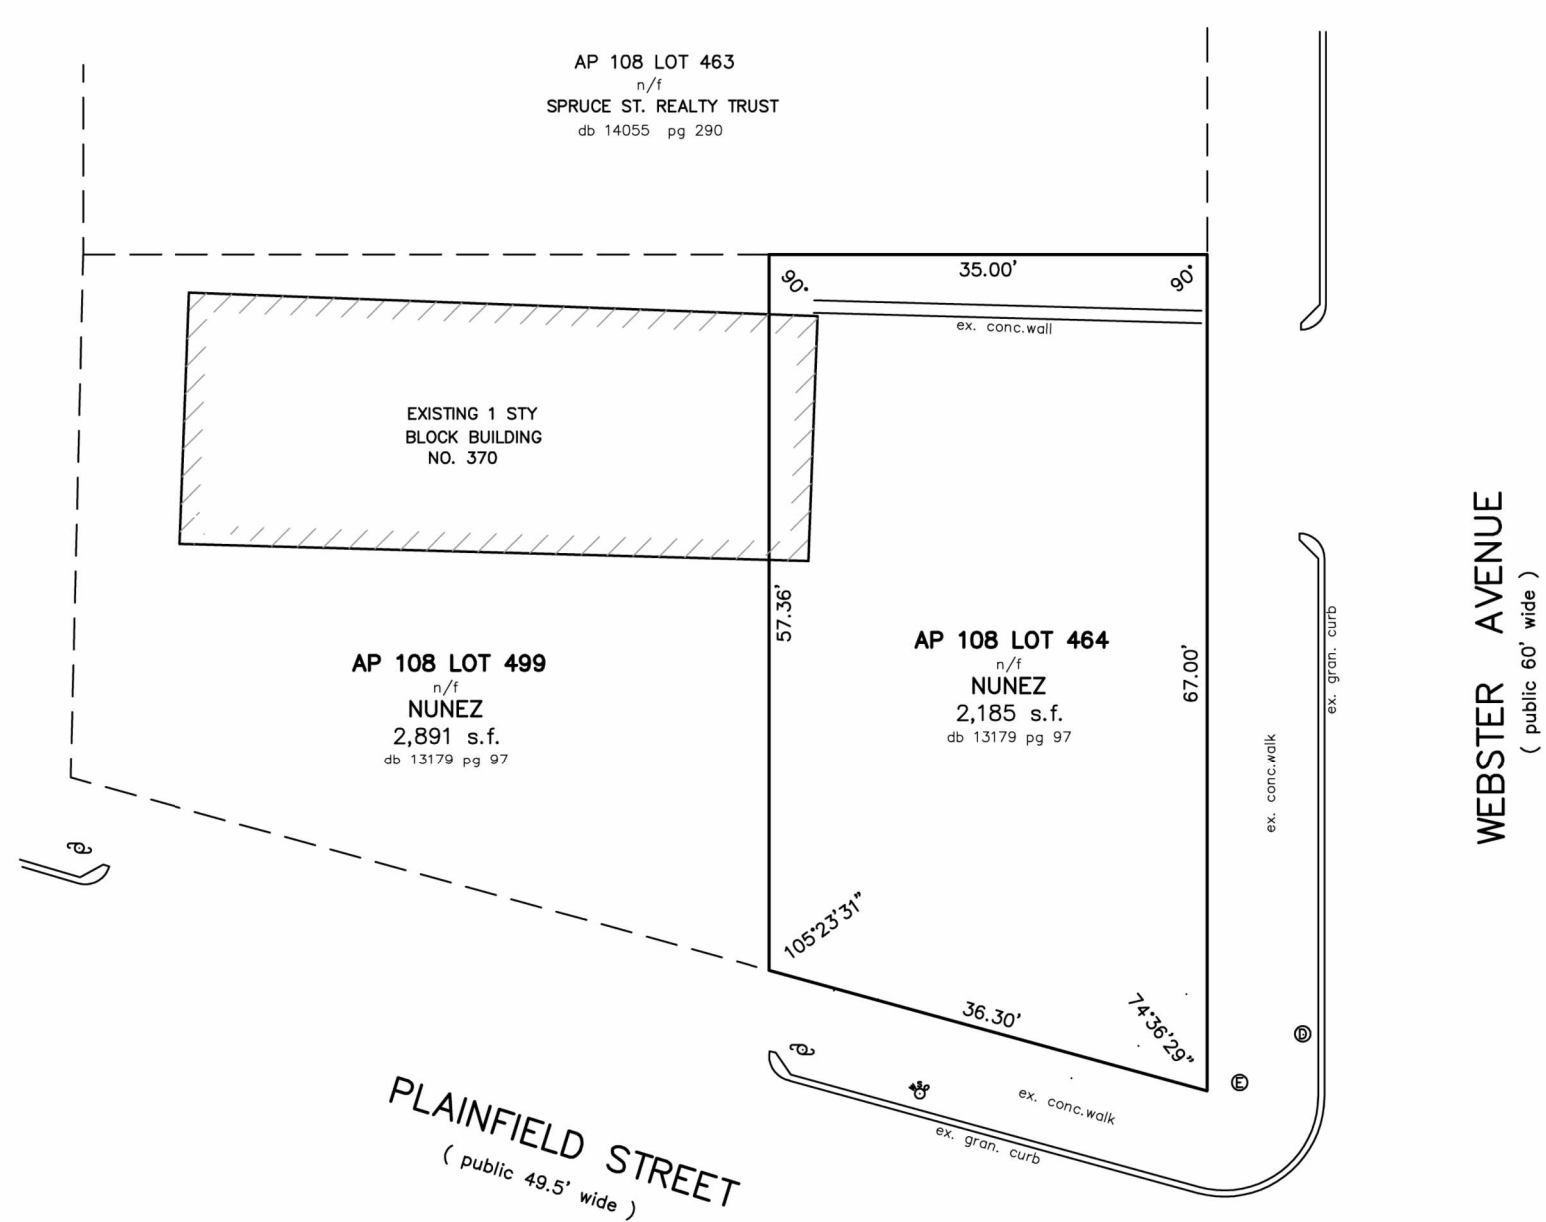 AP 108 LOT 463
n/f
SPRUCE ST. REALTY TRUST
db 14055 pg 290
35.00'
90°
90°
ex. conc.wall
EXISTING 1 STY
BLOCK BUILDING
NO. 370
57.36'
67.00'
AP 108 LOT 499
n/f
NUNEZ
2,891 s.f.
db 13179 pg 97
AP 108 LOT 464
n/f
NUNEZ
2,185 s.f.
db 13179 pg 97
ex. gran. curb
ex. conc.walk
WEBSTER AVENUE
( public 60' wide )
105°23'31"
36.30'
74°36'29"
D
E
ex. conc.walk
ex. gran. curb
PLAINFIELD STREET
( public 49.5' wide )